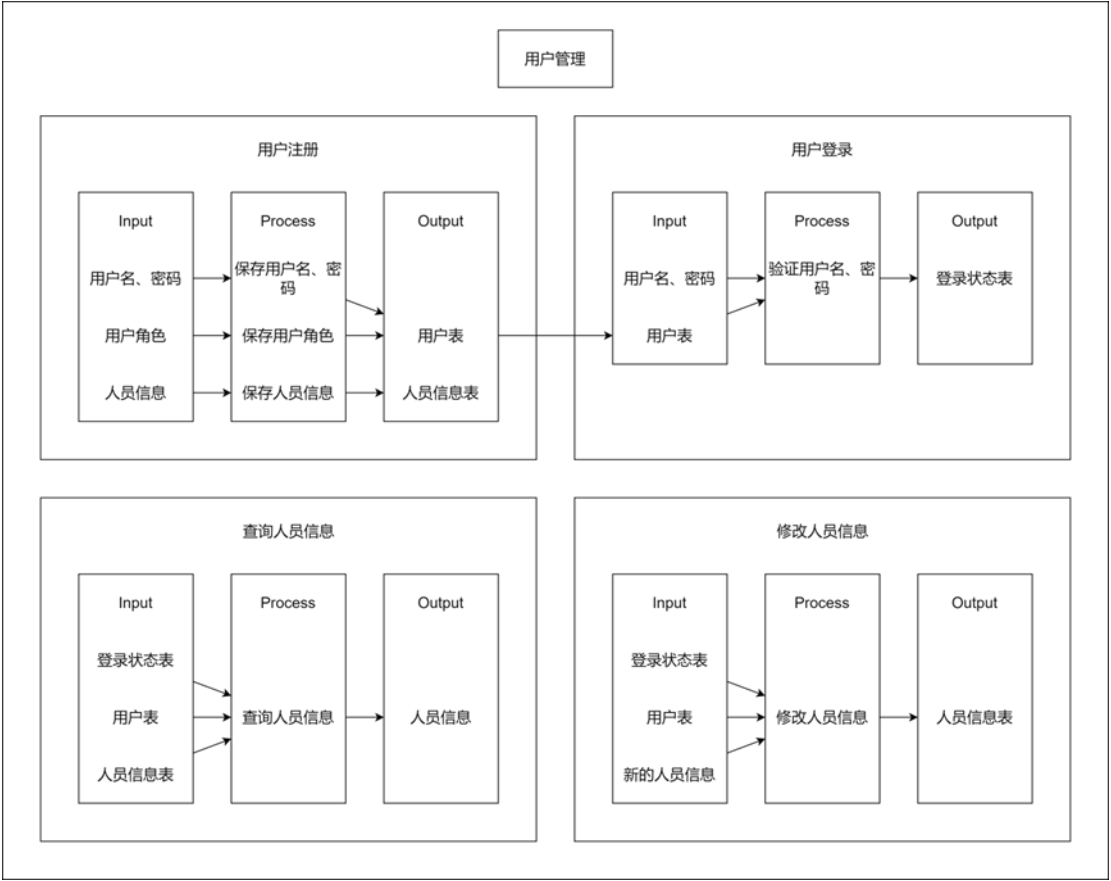 用户管理
用户注册
Input
Process
Output
用户名、密码
保存用户名、密
码
用户角色
保存用户角色
用户表
人员信息
保存人员信息
人员信息表
用户登录
Input
Process
Output
用户名、密码
验证用户名、密
码
登录状态表
用户表
查询人员信息
Input
Process
Output
登录状态表
用户表
查询人员信息
人员信息
人员信息表
修改人员信息
Input
Process
Output
登录状态表
用户表
修改人员信息
人员信息表
新的人员信息